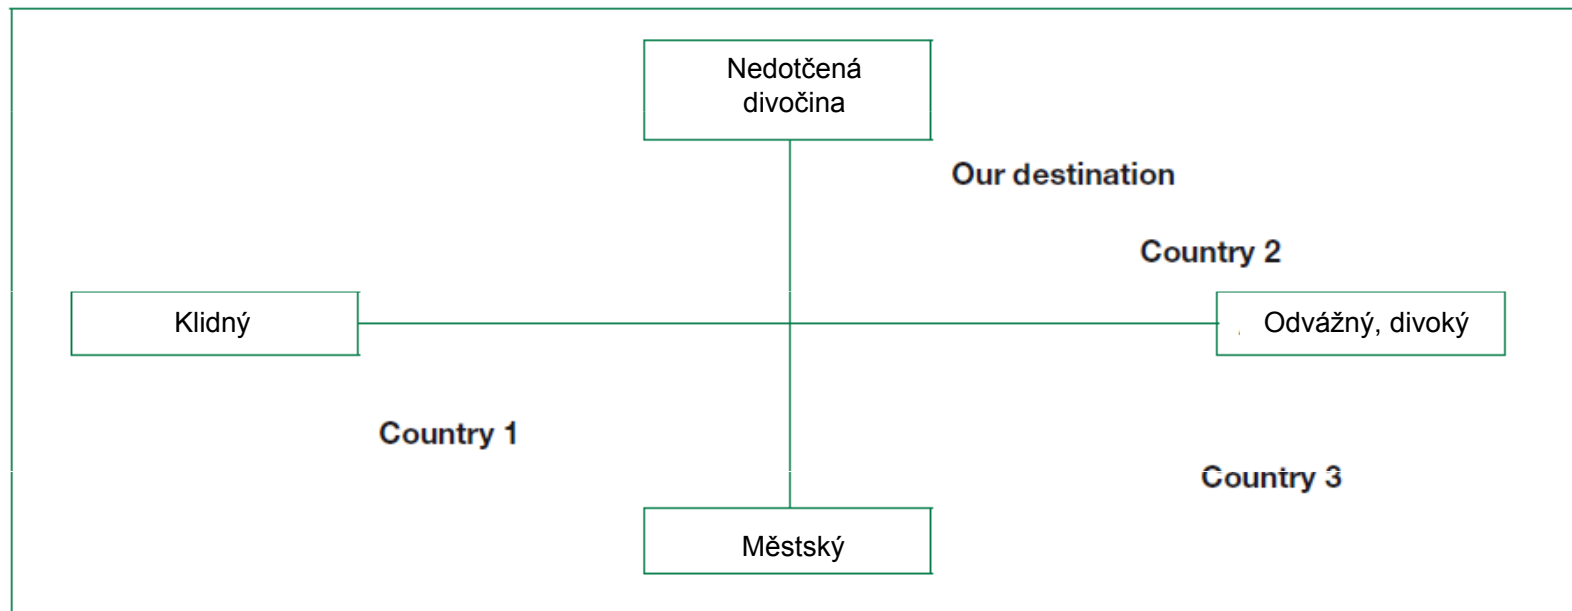 Nedotčená
divočina
Our destination
Country 2
Klidný
Odvážný, divoký
Country 1
Country 3
Městský